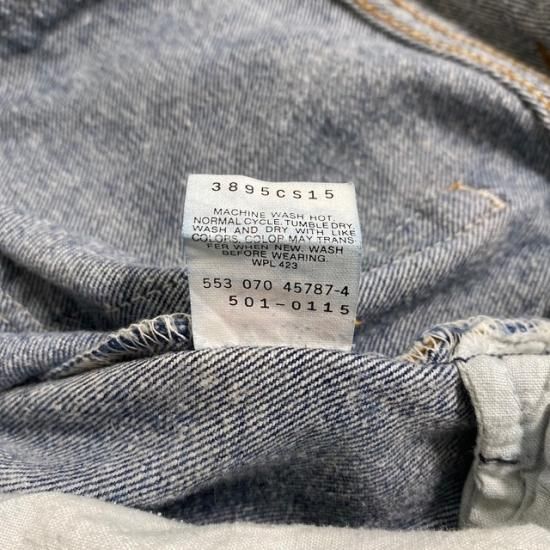 3895CS15
MACHINE WASH HOT.
NORMAL CYCLE. TUMBLE DRY.
WASH AND DRY WITH LIKE
COLORS. COLOR MAY TRANS
FER WHEN NEW. WASH
BEFORE WEARING
WPL 423
553 070 45787-4
501-0115